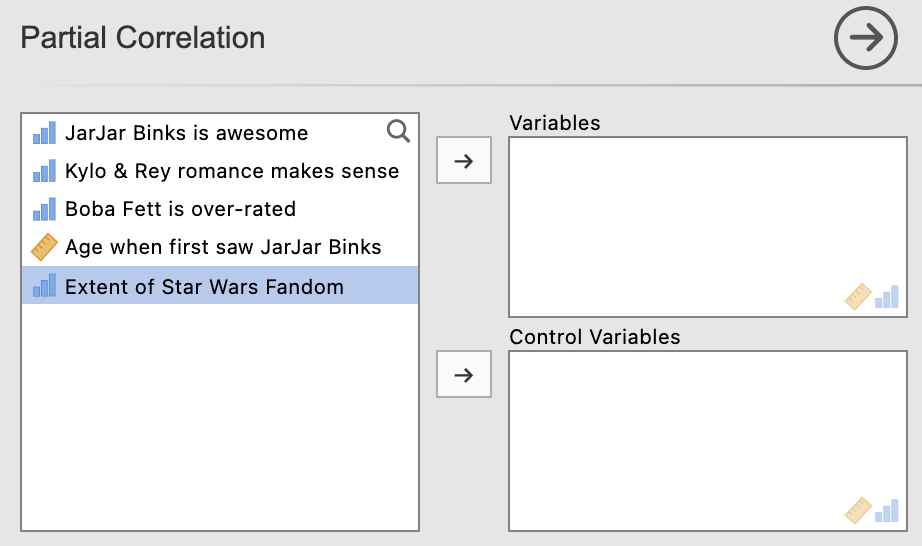 Partial Correlation
JarJar Binks is awesome
Kylo & Rey romance makes sense
Boba Fett is over-rated
Age when first saw JarJar Binks
Extent of Star Wars Fandom
Variables
Control Variables